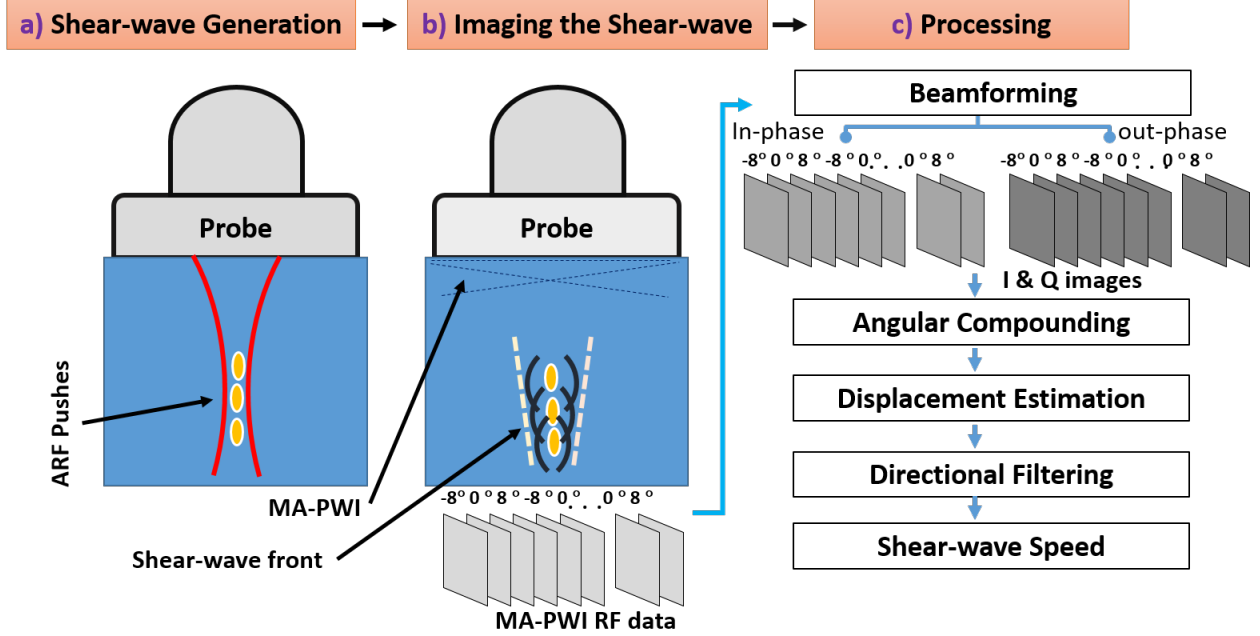 a) Shear-wave Generation
b) Imaging the Shear-wave
c) Processing
Probe
ARF Pushes
Probe
MA-PWI
Shear-wave front
-8° 0 ° 8 ° -8° 0 ° . . . 0 ° 8 °
MA-PWI RF data
Beamforming
In-phase
out-phase
-8° 0 ° 8 ° -8° 0 ° . . . 0 ° 8 °
-8° 0 ° 8 ° -8° 0 ° . . . 0 ° 8 °
I & Q images
Angular Compounding
Displacement Estimation
Directional Filtering
Shear-wave Speed